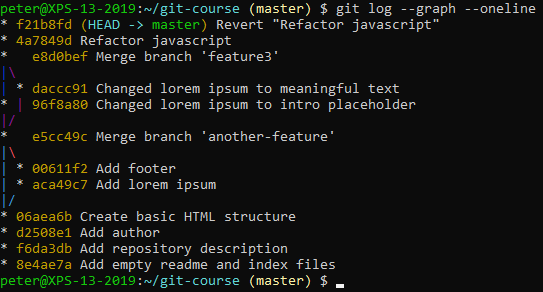 peter@XPS-13-2019:~/git-course (master) $ git log --graph --oneline
* f21b8fd (HEAD -> master) Revert "Refactor javascript"
* 4a7849d Refactor javascript
*   e8d0bef Merge branch 'feature3'
|\
| * daccc91 Changed lorem ipsum to meaningful text
* | 96f8a80 Changed lorem ipsum to intro placeholder
|/
*   e5cc49c Merge branch 'another-feature'
|\
| * 00611f2 Add footer
| * aca49c7 Add lorem ipsum
|/
* 06aea6b Create basic HTML structure
* d2508e1 Add author
* f6da3db Add repository description
* 8e4ae7a Add empty readme and index files
peter@XPS-13-2019:~/git-course (master) $